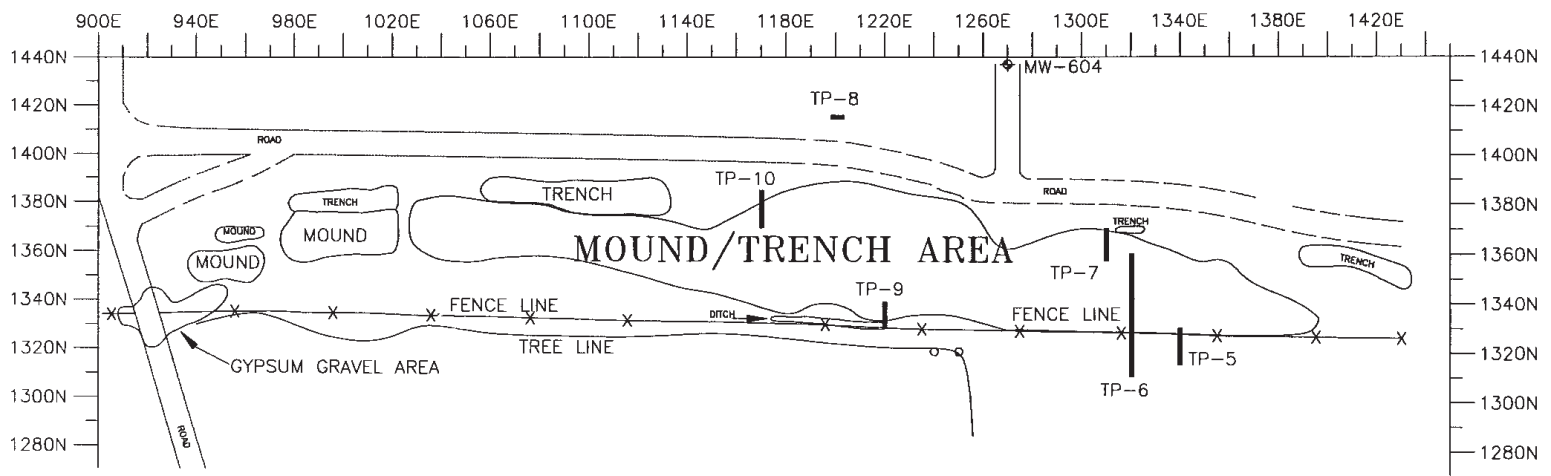 900E 940E 980E 1020E 1060E 1100E 1140E 1180E 1220E 1260E 1300E 1340E 1380E 1420E
1440N 1440N
MW-604
TP-8
1420N 1420N
ROAD
1400N 1400N
TP-10
TRENCH
ROAD
TRENCH
1380N 1380N
TRENCH
MOUND
MOUND
MOUND/TRENCH AREA
1360N 1360N
MOUND
TP-7
TRENCH
TP-9
1340N 1340N
FENCE LINE
DITCH
FENCE LINE
TREE LINE
1320N 1320N
GYPSUM GRAVEL AREA
TP-5
TP-6
1300N 1300N
ROAD
1280N 1280N